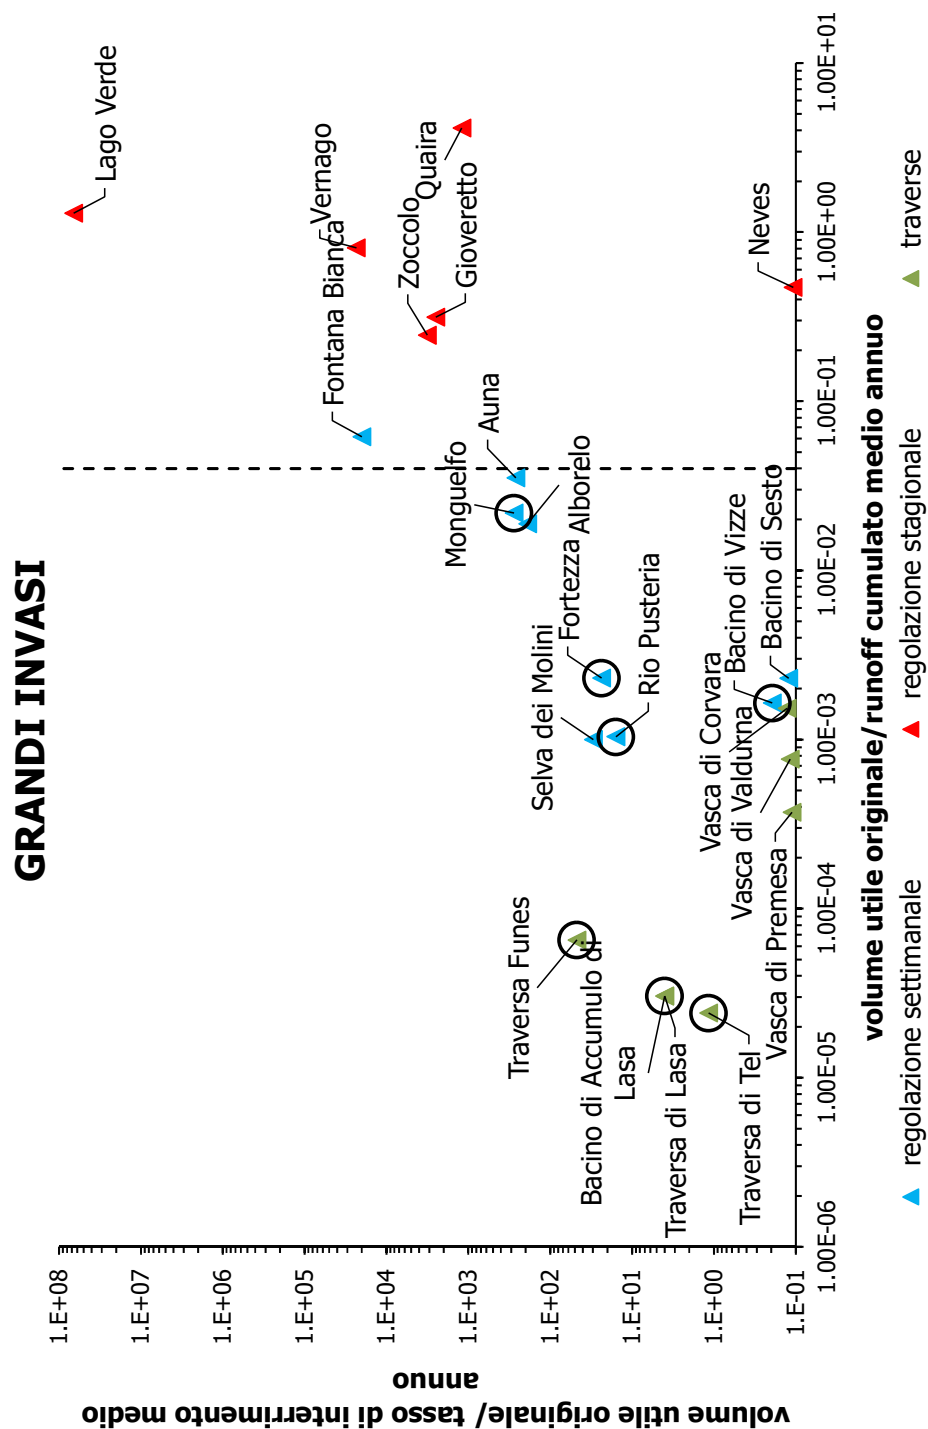 GRANDI INVASI
volume utile originale/ tasso di interrimento medio
annuo
1.E+08
1.E+07
1.E+06
1.E+05
1.E+04
1.E+03
1.E+02
1.E+01
1.E+00
1.E-01
Lago Verde
Vernago
Fontana Bianca
Zoccolo
Quaira
Gioveretto
Neves
Auna
Monguelfo
Alborelo
Fortezza
Selva dei Molini
Rio Pusteria
Bacino di Sesto
Bacino di Vizze
Vasca di Corvara
Vasca di Valdurna
Vasca di Premesa
Traversa Funes
Bacino di Accumulo di
Lasa
Traversa di Lasa
Traversa di Tel
1.00E-06
1.00E-05
1.00E-04
1.00E-03
1.00E-02
1.00E-01
1.00E+00
1.00E+01
volume utile originale/runoff cumulato medio annuo
regolazione settimanale
regolazione stagionale
traverse